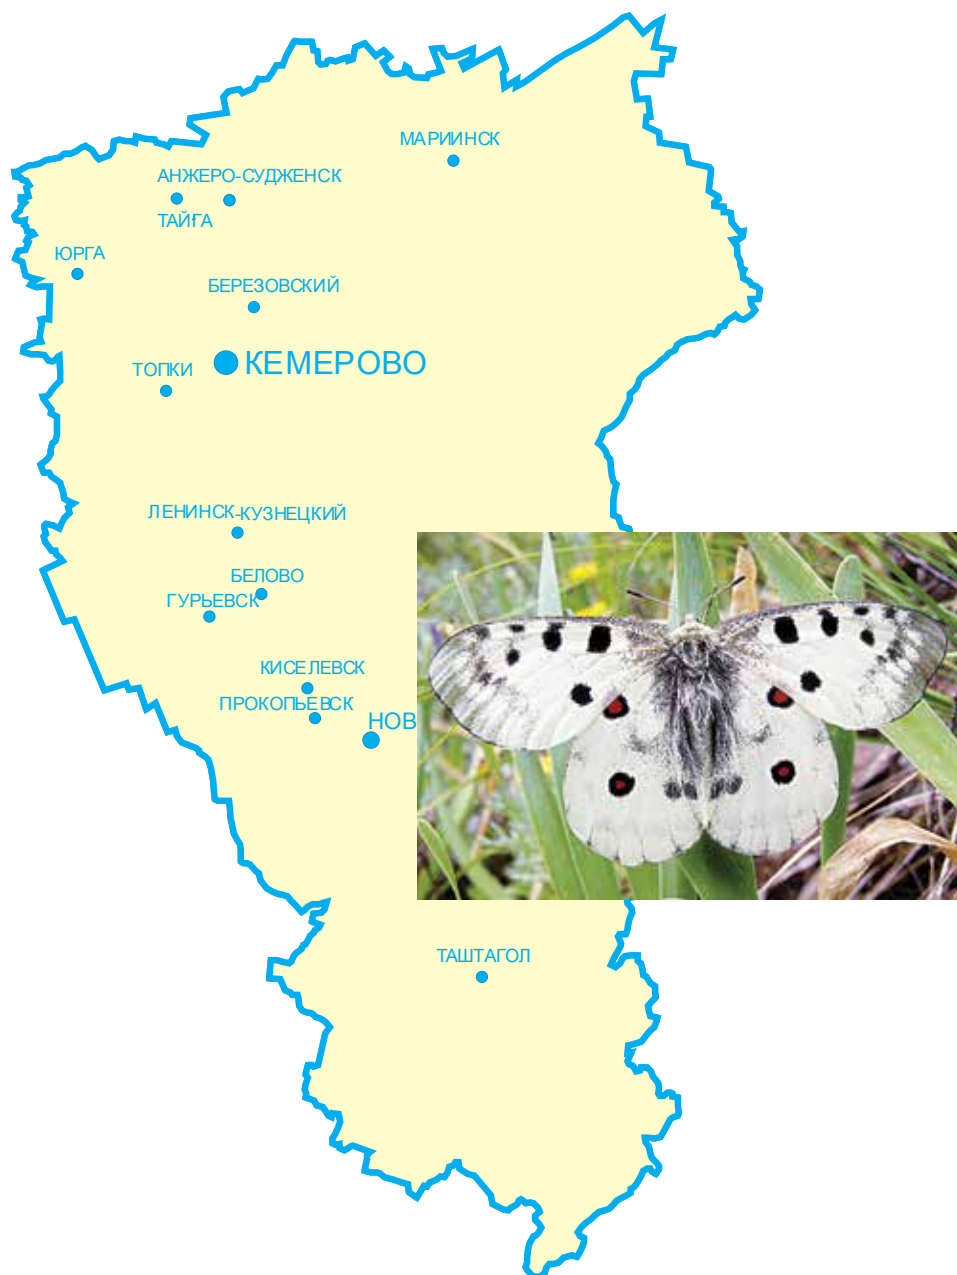 МАРИИНСК
АНЖЕРО-СУДЖЕНСК
ТАЙГА
ЮРГА
БЕРЕЗОВСКИЙ
КЕМЕРОВО
ТОПКИ
ЛЕНИНСК-КУЗНЕЦКИЙ
БЕЛОВО
ГУРЬЕВСК
КИСЕЛЕВСК
ПРОКОПЬЕВСК
НОВ
ТАШТАГОЛ